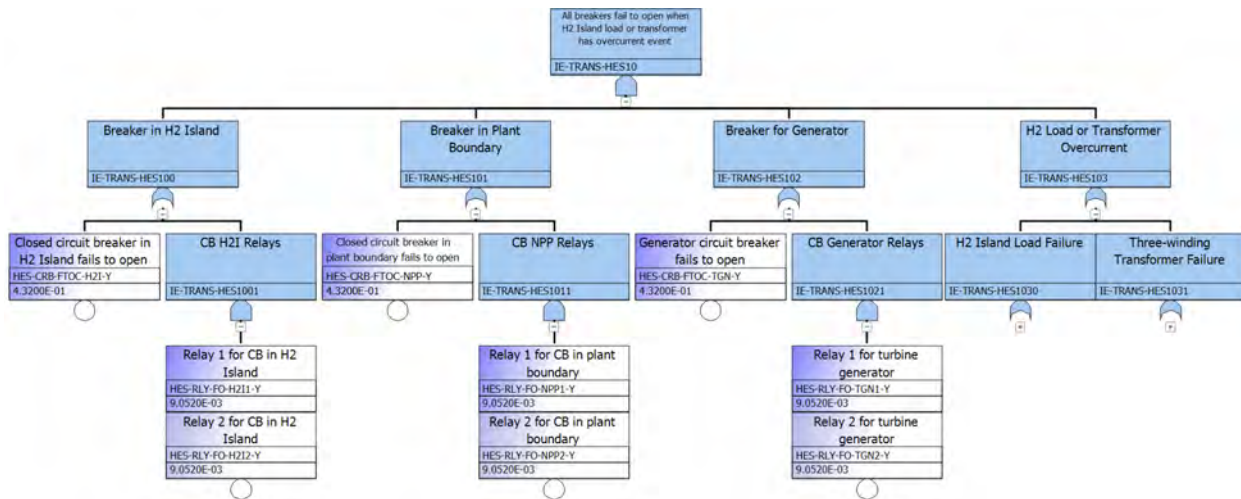 All breakers fail to open when
H2 Island load or transformer
has overcurrent event
IE-TRANS-HES10
Breaker in H2 Island
IE-TRANS-HES100
Breaker in Plant
Boundary
IE-TRANS-HES101
Breaker for Generator
IE-TRANS-HES102
H2 Load or Transformer
Overcurrent
IE-TRANS-HES103
Closed circuit breaker in
H2 Island fails to open
HES-CRB-FTOC-H2I-Y
4.3200E-01
CB H2I Relays
IE-TRANS-HES1001
Closed circuit breaker in
plant boundary fails to open
HES-CRB-FTOC-NPP-Y
4.3200E-01
CB NPP Relays
IE-TRANS-HES1011
Generator circuit breaker
fails to open
HES-CRB-FTOC-TGN-Y
4.3200E-01
CB Generator Relays
IE-TRANS-HES1021
H2 Island Load Failure
IE-TRANS-HES1030
Three-winding
Transformer Failure
IE-TRANS-HES1031
Relay 1 for CB in H2
Island
HES-RLY-FO-H2I1-Y
9.0520E-03
Relay 2 for CB in H2
Island
HES-RLY-FO-H2I2-Y
9.0520E-03
Relay 1 for CB in plant
boundary
HES-RLY-FO-NPP1-Y
9.0520E-03
Relay 2 for CB in plant
boundary
HES-RLY-FO-NPP2-Y
9.0520E-03
Relay 1 for turbine
generator
HES-RLY-FO-TGN1-Y
9.0520E-03
Relay 2 for turbine
generator
HES-RLY-FO-TGN2-Y
9.0520E-03